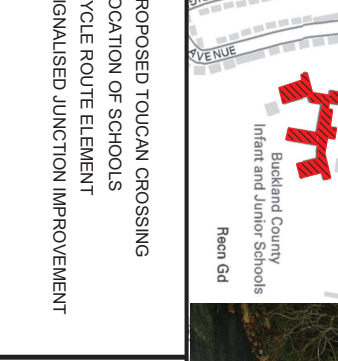 ROPOSED TOUCAN CROSSING
OCATION OF SCHOOLS
YCLE ROUTE ELEMENT
IGNALISED JUNCTION IMPROVEMENT
AVENUE
Buckland County
Infant and Junior Schools
Recn Gd